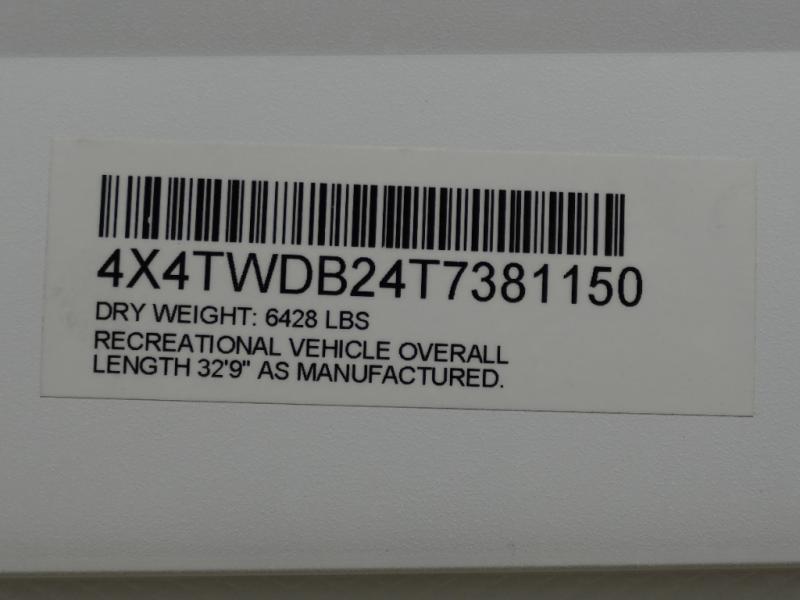 4X4TWDB24T7381150
DRY WEIGHT: 6428 LBS
RECREATIONAL VEHICLE OVERALL
LENGTH 32'9" AS MANUFACTURED.